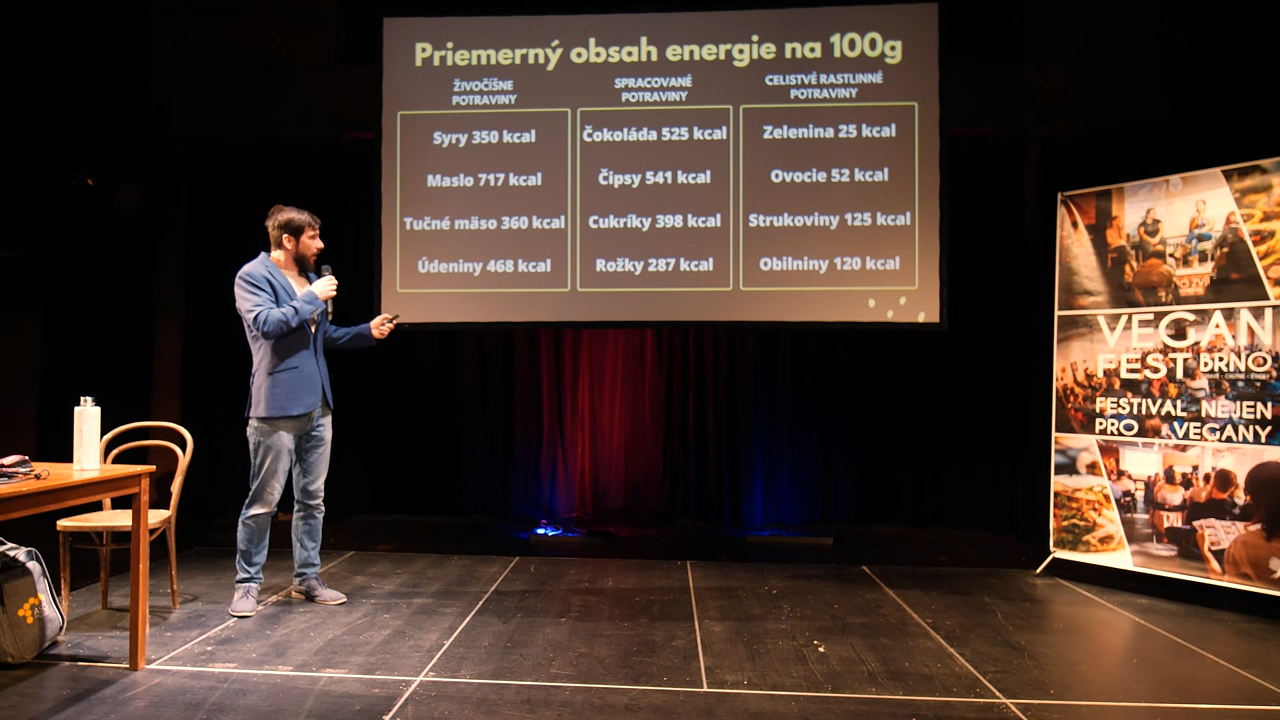 Priemerný obsah energie na 100g
ŽIVOČÍŠNE
POTRAVINY
Syry 350 kcal
Maslo 717 kcal
Tučné mäso 360 kcal
Údeniny 468 kcal
SPRACOVANÉ
POTRAVINY
Čokoláda 525 kcal
Čipsy 541 kcal
Cukríky 398 kcal
Rožky 287 kcal
CELISTVÉ RASTLINNÉ
POTRAVINY
Zelenina 25 kcal
Ovocie 52 kcal
Strukoviny 125 kcal
Obilniny 120 kcal
VEGAN
FEST BRNO
FESTIVAL NEJEN
PRO VEGANY